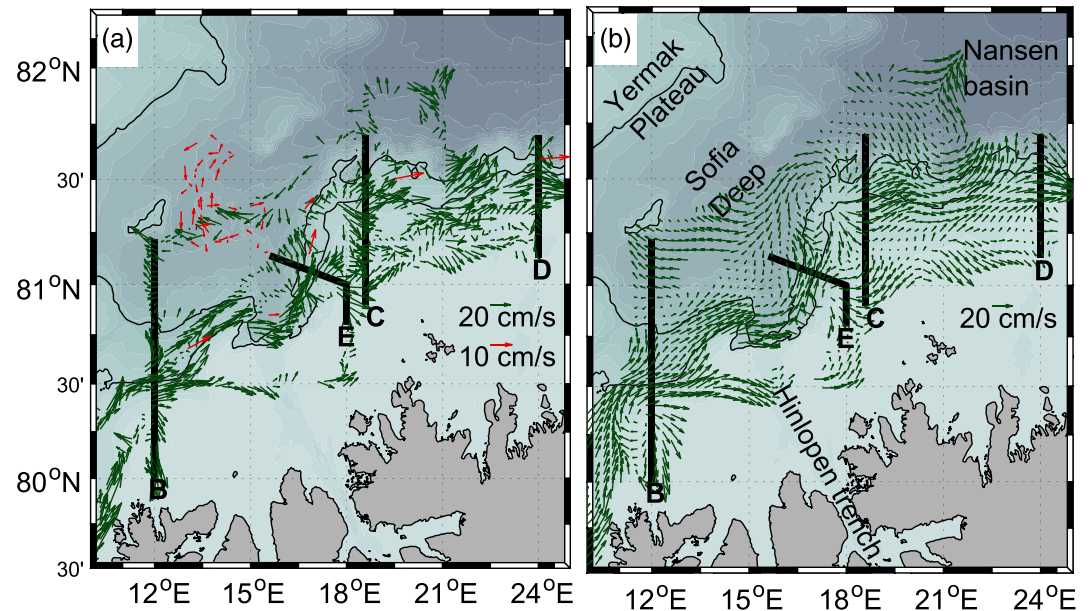 (a)
82°N
30'
81°N
30'
80°N
30'
B
E
C
D
20 cm/s
10 cm/s
12°E
15°E
18°E
21°E
24°E
(b)
Yermak
Plateau
Nansen
basin
Sofia
Deep
B
E
C
D
20 cm/s
Hinlopen trench
12°E
15°E
18°E
21°E
24°E